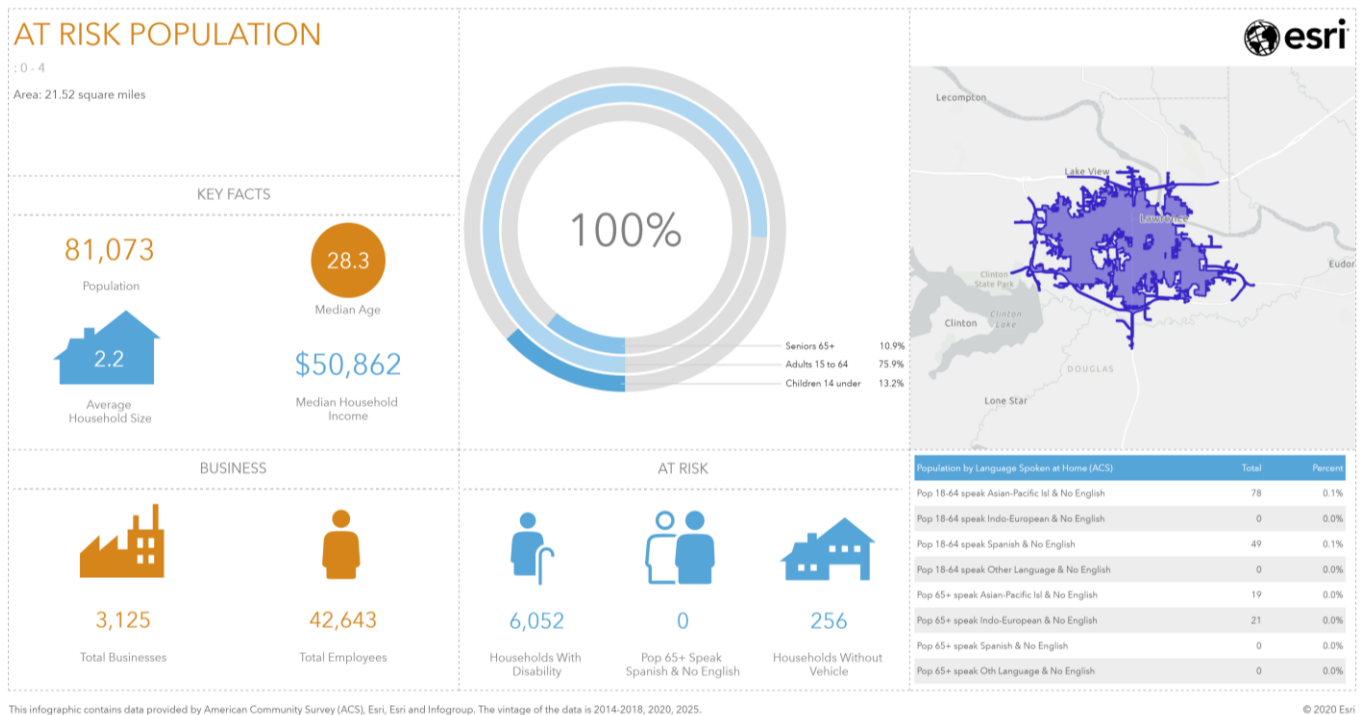 AT RISK POPULATION
: 0 - 4
Area: 21.52 square miles
KEY FACTS
81,073
Population
28.3
Median Age
2.2
Average
Household Size
$50,862
Median Household
Income
100%
Seniors 65+ 10.9%
Adults 15 to 64 75.9%
Children 14 under 13.2%
esri
Lecompton
Lake View
Lawrence
Eudor
Clinton
State Park
Clinton
Lake
Clinton
DOUGLAS
Lone Star
BUSINESS
3,125
Total Businesses
42,643
Total Employees
AT RISK
6,052
Households With
Disability
0
Pop 65+ Speak
Spanish & No English
256
Households Without
Vehicle
Population by Language Spoken at Home (ACS) Total Percent
Pop 18-64 speak Asian-Pacific Isl & No English 78 0.1%
Pop 18-64 speak Indo-European & No English 0 0.0%
Pop 18-64 speak Spanish & No English 49 0.1%
Pop 18-64 speak Other Language & No English 0 0.0%
Pop 65+ speak Asian-Pacific Isl & No English 19 0.0%
Pop 65+ speak Indo-European & No English 21 0.0%
Pop 65+ speak Spanish & No English 0 0.0%
Pop 65+ speak Oth Language & No English 0 0.0%
This infographic contains data provided by American Community Survey (ACS), Esri, Esri and Infogroup. The vintage of the data is 2014-2018, 2020, 2025.
© 2020 Esri